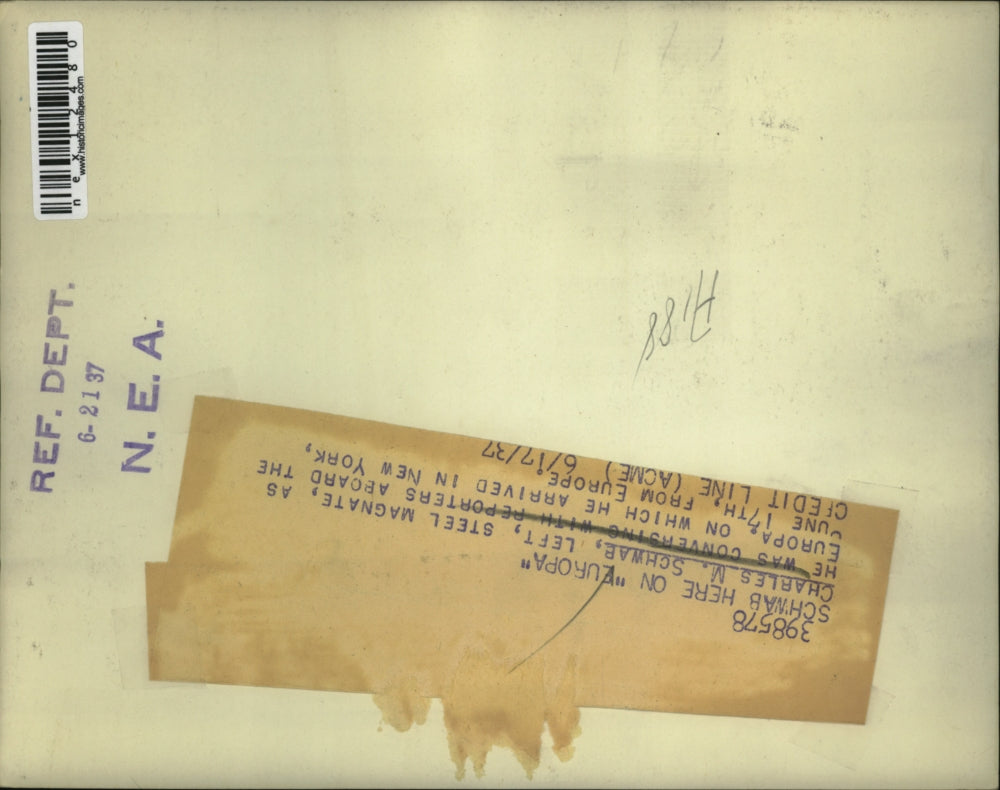 nex12480
www.historicimages.com
REF. DEPT.
6-21 37
N. E. A.
398578
SCHWAB HERE ON "EUROPA"
CHARLES M. SCHWAB, LEFT, STEEL MAGNATE, AS
HE WAS CONVERSING WITH REPORTERS ABOARD THE
EUROPA, ON WHICH HE ARRIVED IN NEW YORK,
JUNE 17TH, FROM EUROPE.
CREDIT LINE (ACME) 6/17/37